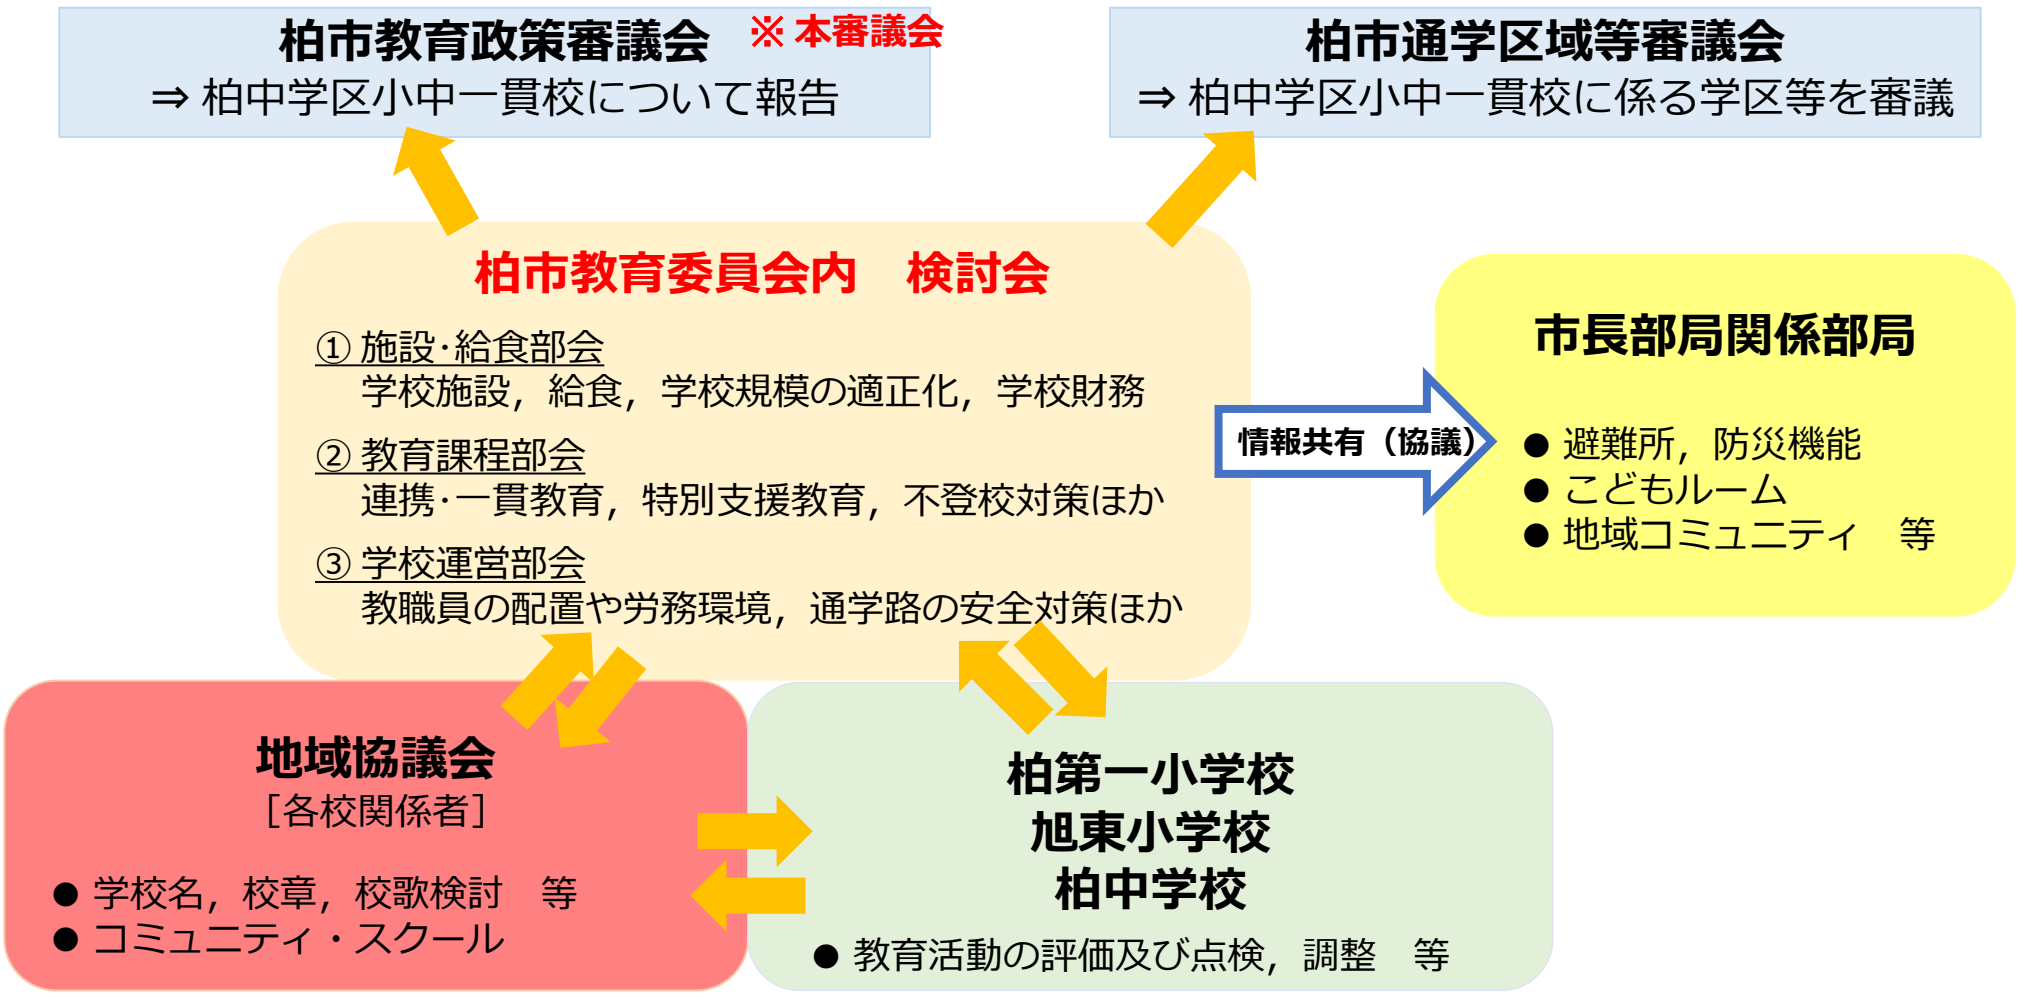 柏市教育政策審議会 ※ 本審議会
⇒ 柏中学区小中一貫校について報告
柏市通学区域等審議会
⇒ 柏中学区小中一貫校に係る学区等を審議
柏市教育委員会内　検討会
① 施設･給食部会
学校施設，給食，学校規模の適正化，学校財務
② 教育課程部会
連携･一貫教育，特別支援教育，不登校対策ほか
③ 学校運営部会
教職員の配置や労務環境，通学路の安全対策ほか
情報共有（協議）
市長部局関係部局
● 避難所，防災機能
● こどもルーム
● 地域コミュニティ　等
地域協議会
［各校関係者］
● 学校名，校章，校歌検討　等
● コミュニティ・スクール
柏第一小学校
旭東小学校
柏中学校
● 教育活動の評価及び点検，調整　等